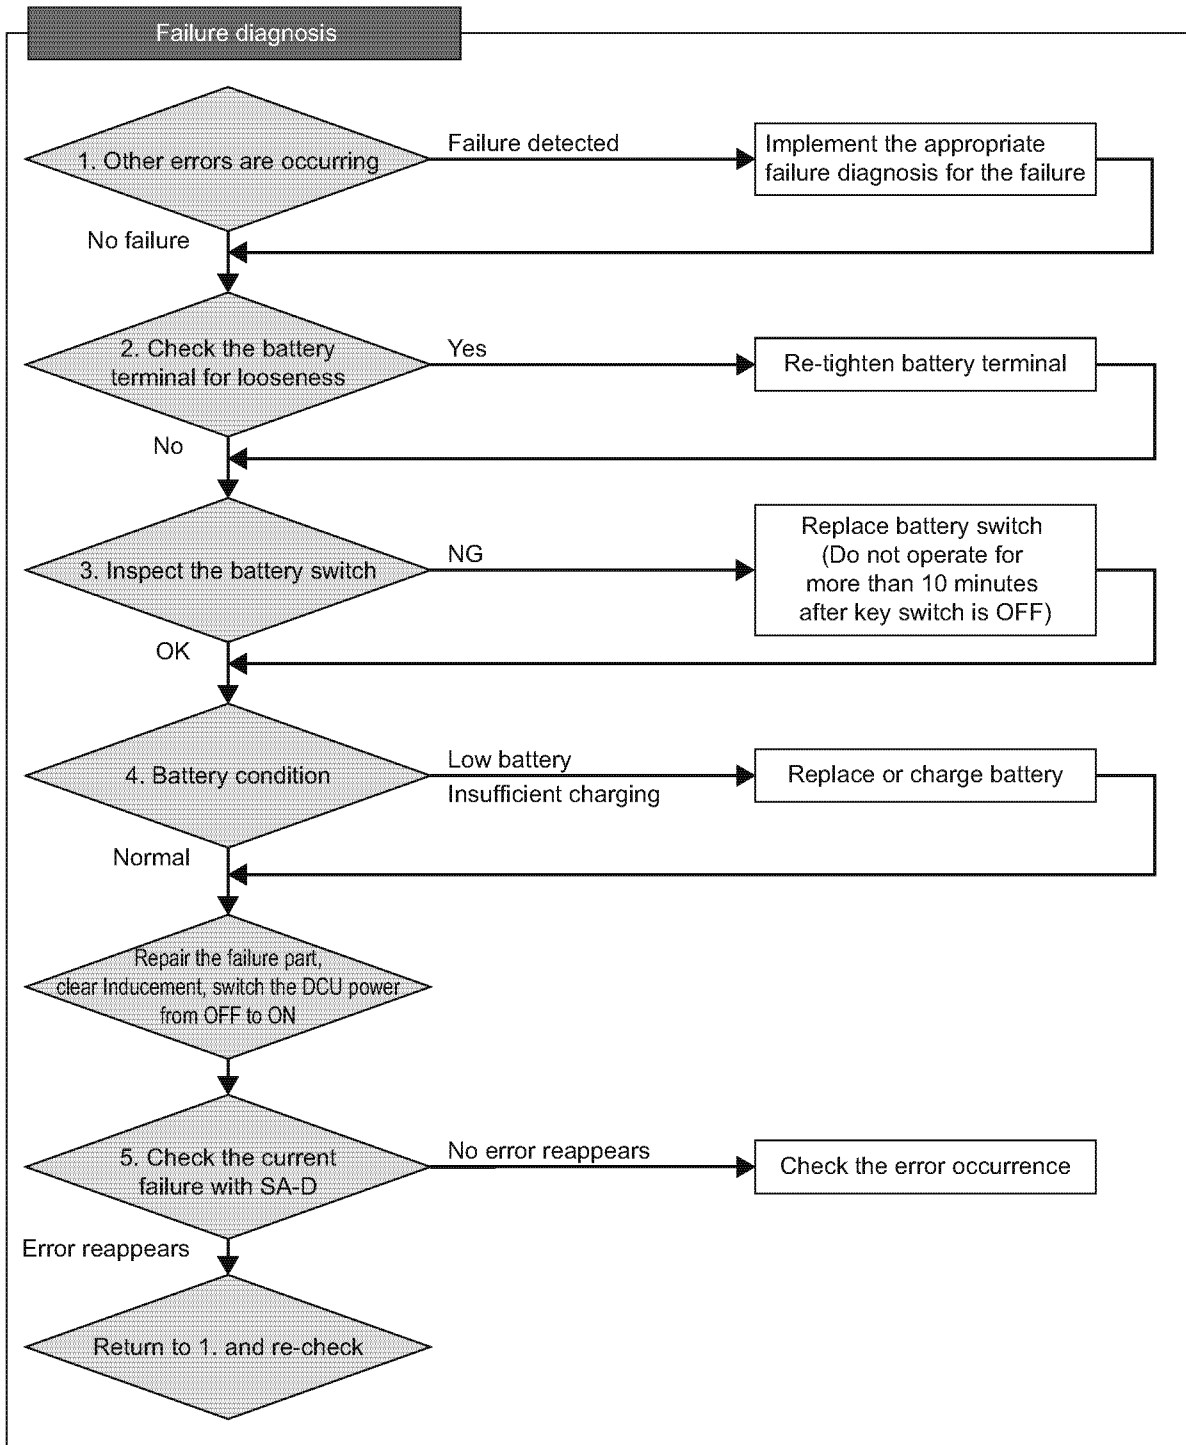 Failure diagnosis
1. Other errors are occurring
Failure detected
Implement the appropriate
failure diagnosis for the failure
No failure
2. Check the battery
terminal for looseness
Yes
Re-tighten battery terminal
No
3. Inspect the battery switch
NG
Replace battery switch
(Do not operate for
more than 10 minutes
after key switch is OFF)
OK
4. Battery condition
Low battery
Insufficient charging
Replace or charge battery
Normal
Repair the failure part,
clear Inducement, switch the DCU power
from OFF to ON
5. Check the current
failure with SA-D
No error reappears
Check the error occurrence
Error reappears
Return to 1. and re-check